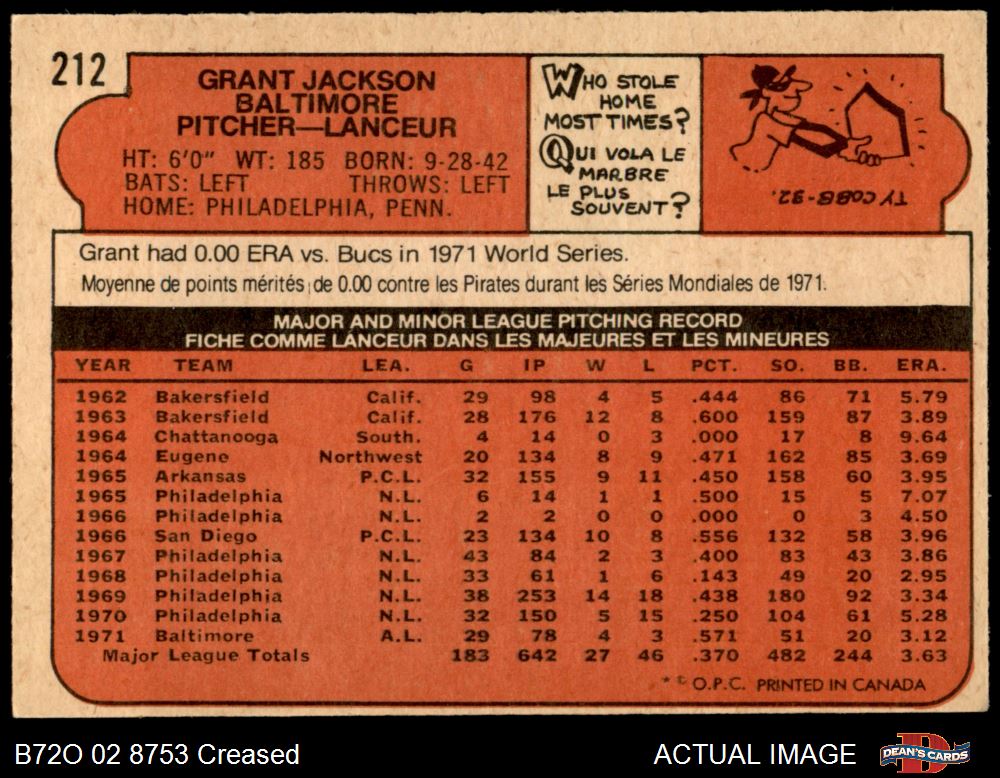 212
GRANT JACKSON
BALTIMORE
PITCHER—LANCEUR
HT: 6'0" WT: 185 BORN: 9-28-42
BATS: LEFT THROWS: LEFT
HOME: PHILADELPHIA, PENN.
WHO STOLE
HOME
MOST TIMES?
QUI VOLA LE
MARBRE
LE PLUS
SOUVENT?
TY COBB-32.
Grant had 0.00 ERA vs. Bucs in 1971 World Series.
Moyenne de points mérités de 0.00 contre les Pirates durant les Séries Mondiales de 1971.
MAJOR AND MINOR LEAGUE PITCHING RECORD
FICHE COMME LANCEUR DANS LES MAJEURES ET LES MINEURES
YEAR TEAM LEA. G IP W L PCT. SO. BB. ERA.
1962 Bakersfield Calif. 29 98 4 5 .444 86 71 5.79
1963 Bakersfield Calif. 28 176 12 8 .600 159 87 3.89
1964 Chattanooga South. 4 14 0 3 .000 17 8 9.64
1964 Eugene Northwest 20 134 8 9 .471 162 85 3.69
1965 Arkansas P.C.L. 32 155 9 11 .450 158 60 3.95
1965 Philadelphia N.L. 6 14 1 1 .500 15 5 7.07
1966 Philadelphia N.L. 2 2 0 0 .000 0 3 4.50
1966 San Diego P.C.L. 23 134 10 8 .556 132 58 3.96
1967 Philadelphia N.L. 43 84 2 3 .400 83 43 3.86
1968 Philadelphia N.L. 33 61 1 6 .143 49 20 2.95
1969 Philadelphia N.L. 38 253 14 18 .438 180 92 3.34
1970 Philadelphia N.L. 32 150 5 15 .250 104 61 5.28
1971 Baltimore A.L. 29 78 4 3 .571 51 20 3.12
Major League Totals 183 642 27 46 .370 482 244 3.63
* © O.P.C. PRINTED IN CANADA
B72O 02 8753 Creased
ACTUAL IMAGE
DEAN'S CARDS